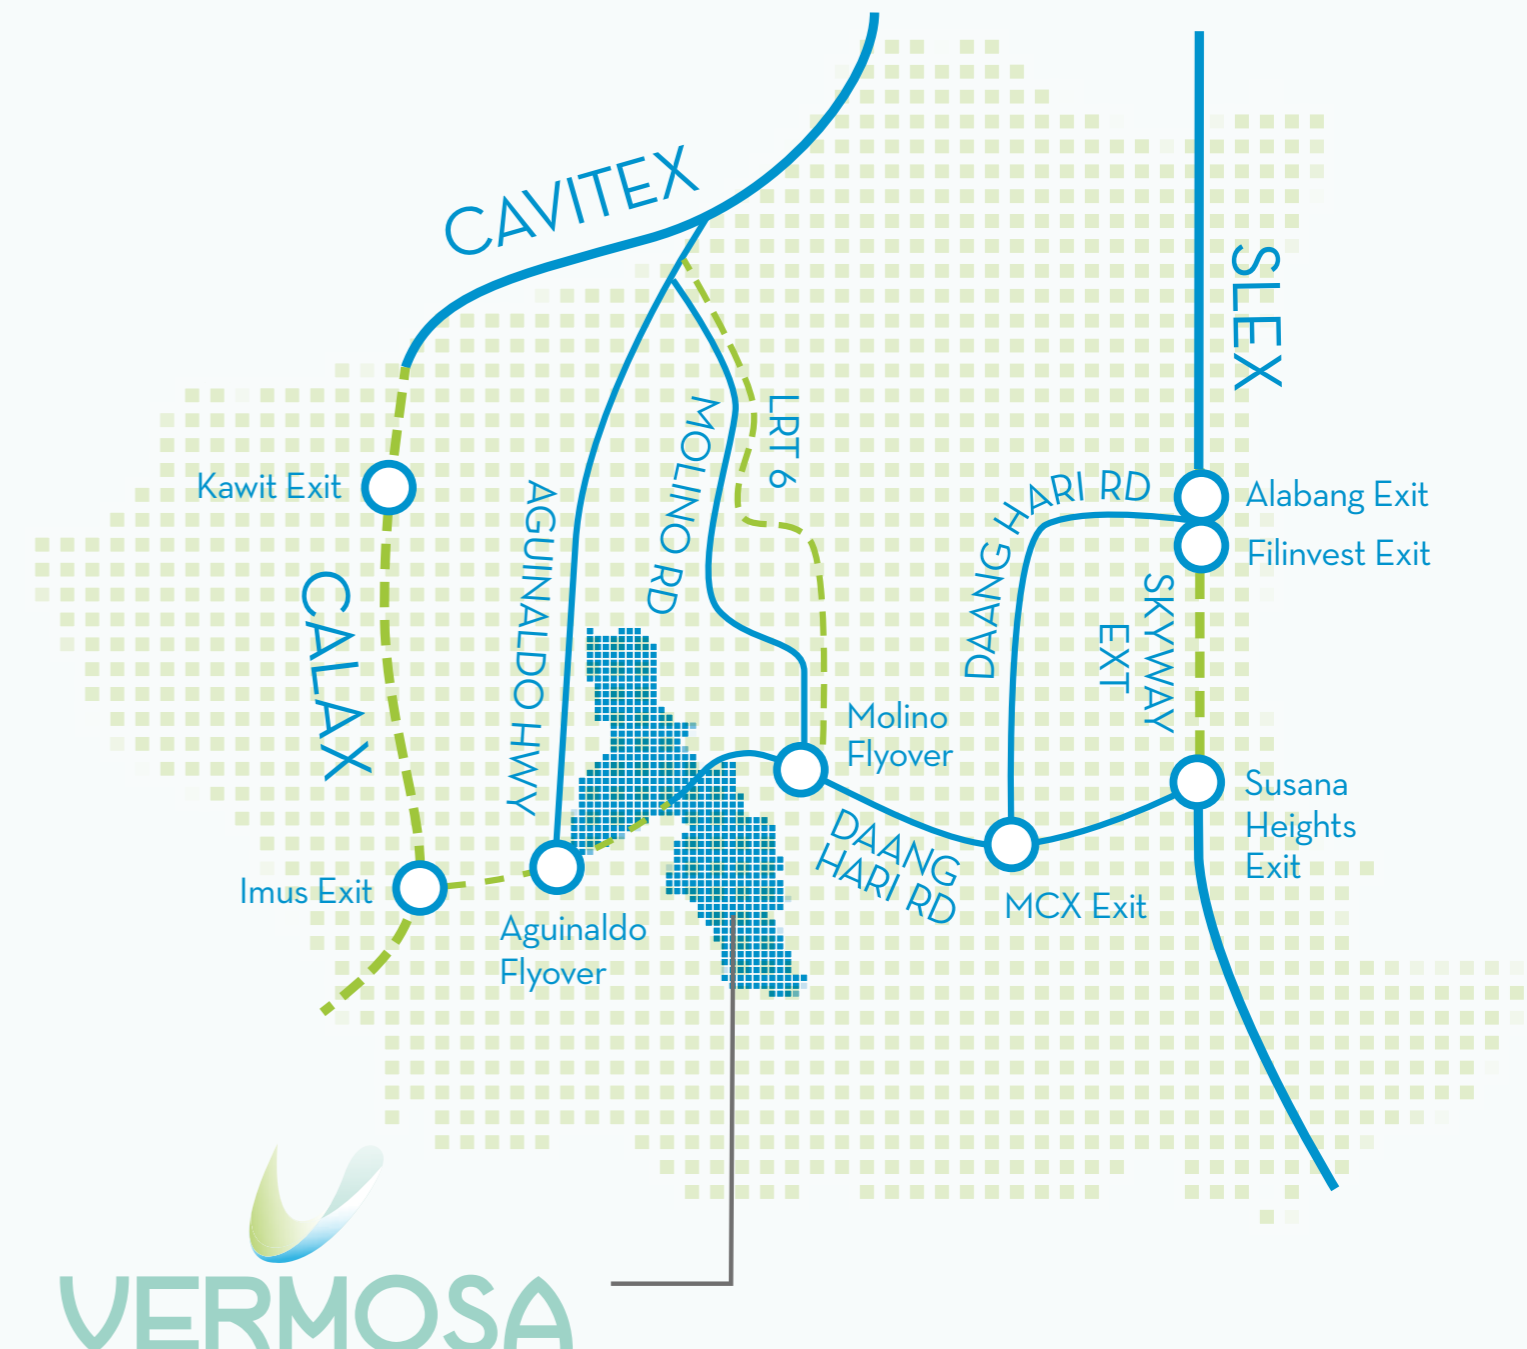 CAVITEX
SLEX
LRT 6
MOLINO RD
AGUINALDO HWY
Kawit Exit
DAANG HARI RD
Alabang Exit
Filinvest Exit
CALAX
SKYWAY
EXT
Molino
Flyover
Susana
Heights
Exit
DAANG
HARI RD
Imus Exit
MCX Exit
Aguinaldo
Flyover
VERMOSA